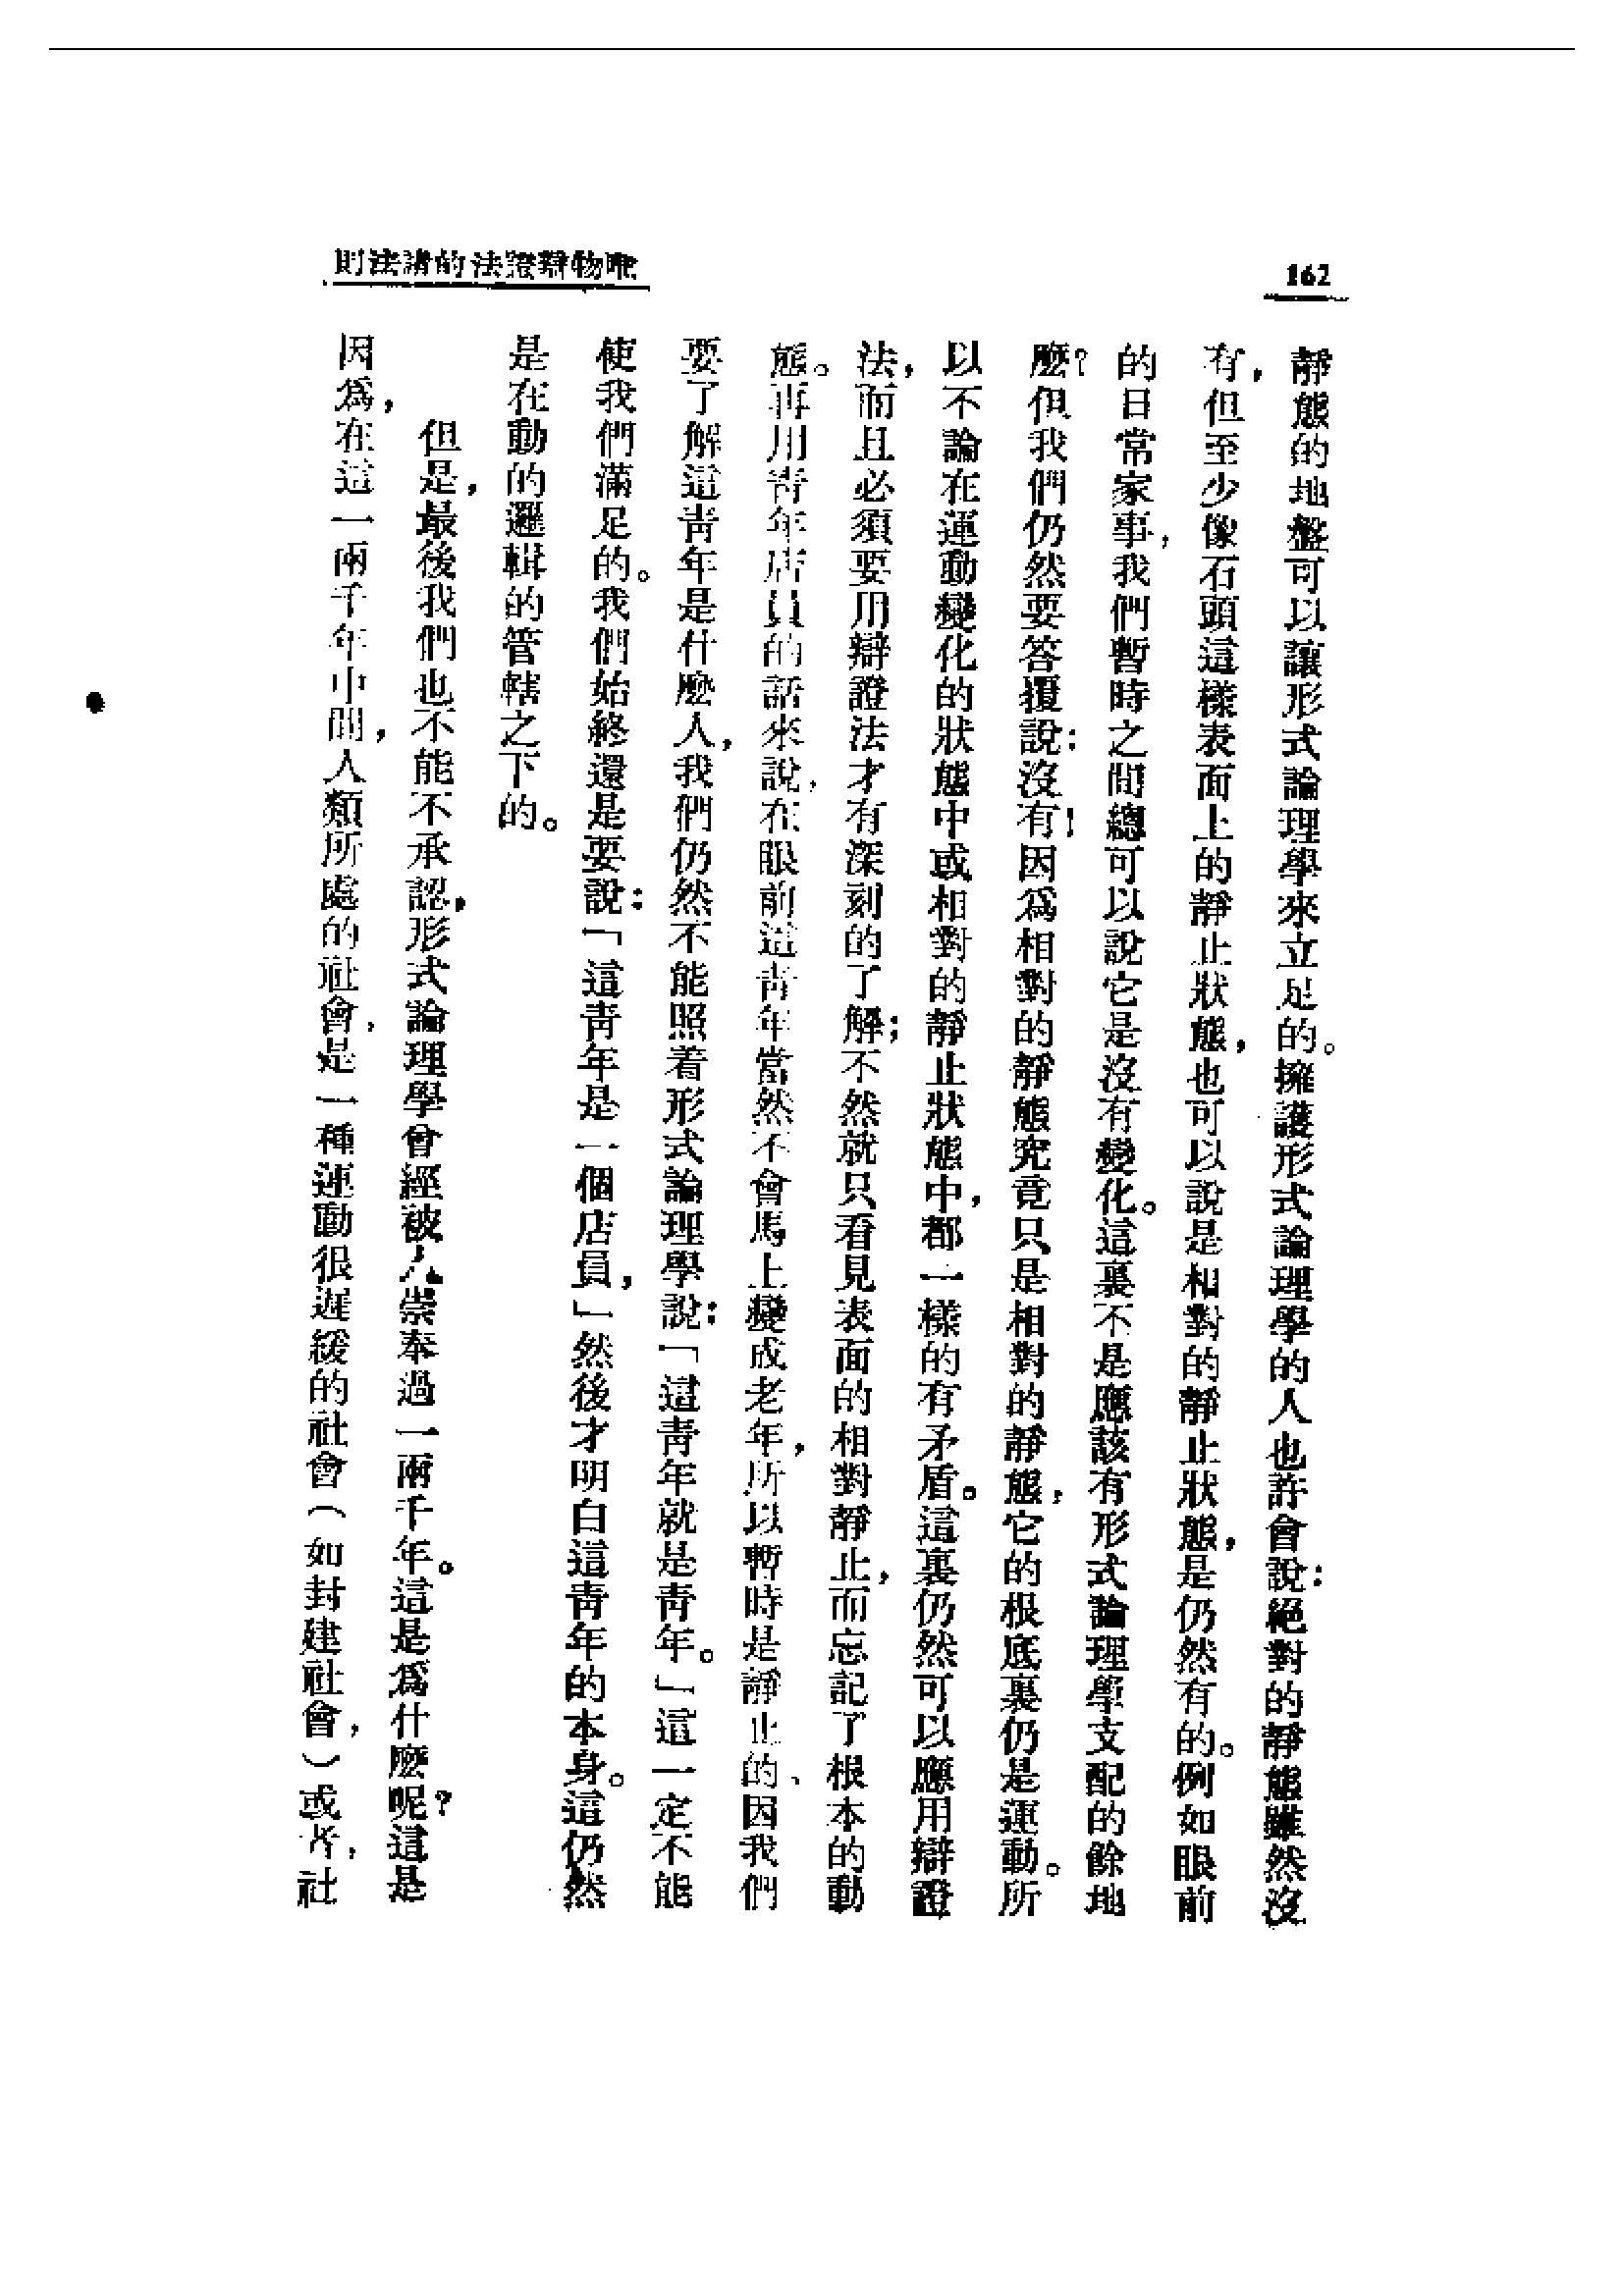 162
唯物辯證法的諸法則
靜態的地盤可以讓形式論理學來立足的。擁護形式論理學的人也許會說：絕對的靜態雖然沒
有，但至少像石頭這樣表面上的靜止狀態，也可以說是相對的靜止狀態，是仍然有的。例如眼前
的日常家事，我們暫時之間總可以說它是沒有變化。這裏不是應該有形式論理學支配的餘地
麼？但我們仍然要答覆說：沒有！因爲相對的靜態究竟只是相對的靜態，它的根底裏仍是運動。所
以不論在運動變化的狀態中或相對的靜止狀態中，都一樣的有矛盾。這裏仍然可以應用辯證
法，而且必須要用辯證法才有深刻的了解；不然就只看見表面的相對靜止，而忘記了根本的動
態。再用青年店員的話來說，在眼前這青年當然不會馬上變成老年，所以暫時是靜止的、因我們
要了解這青年是什麼人，我們仍然不能照着形式論理學說：「這青年就是青年。」這一定不能
使我們滿足的。我們始終還是要說：「這青年是一個店員，」然後才明白這青年的本身。這仍然
是在動的邏輯的管轄之下的。
但是，最後我們也不能不承認，形式論理學曾經被人崇奉過一兩千年。這是爲什麼呢？這是
因爲，在這一兩千年中間，人類所處的社會，是一種運動很遲緩的社會（如封建社會，）或者，社